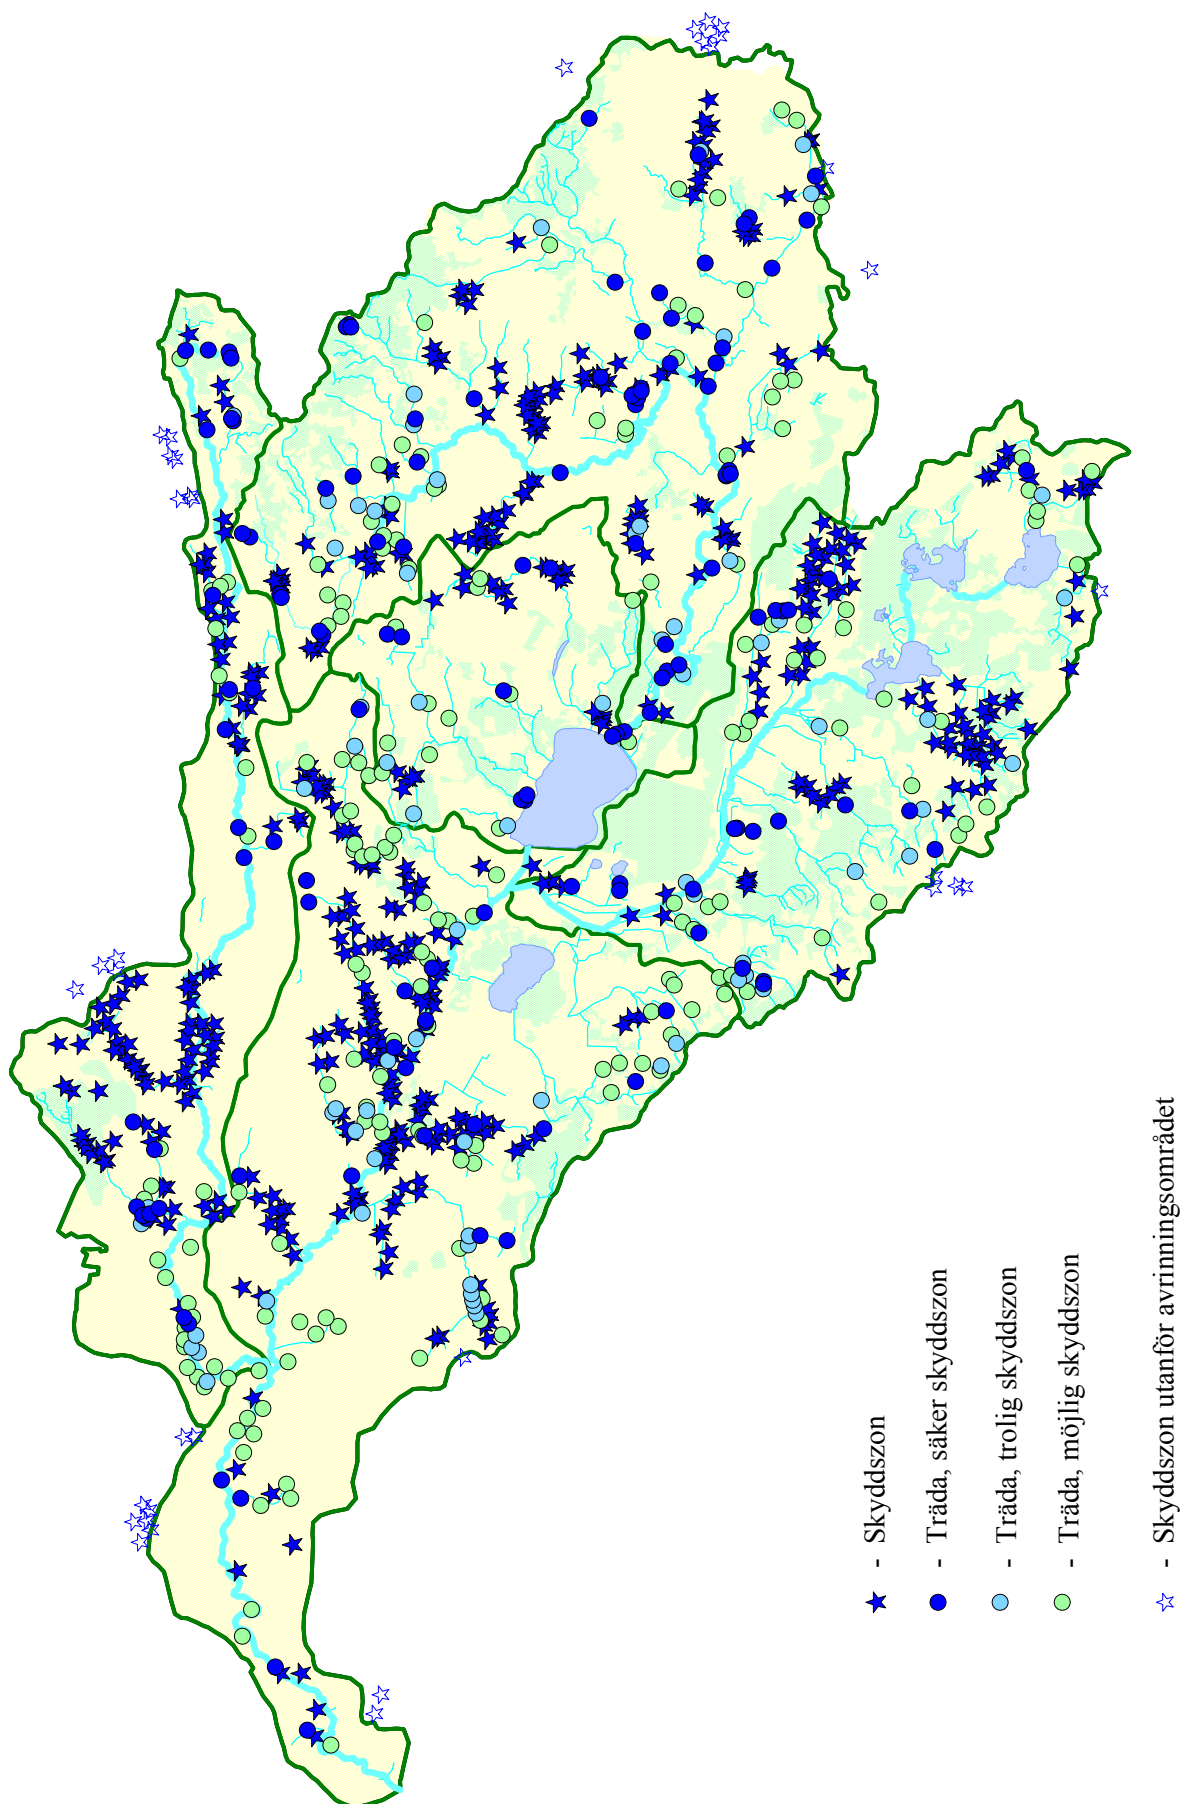 - Skyddszon
- Träda, säker skyddszon
- Träda, trolig skyddszon
- Träda, möjlig skyddszon
- Skyddszon utanför avrinningsområdet